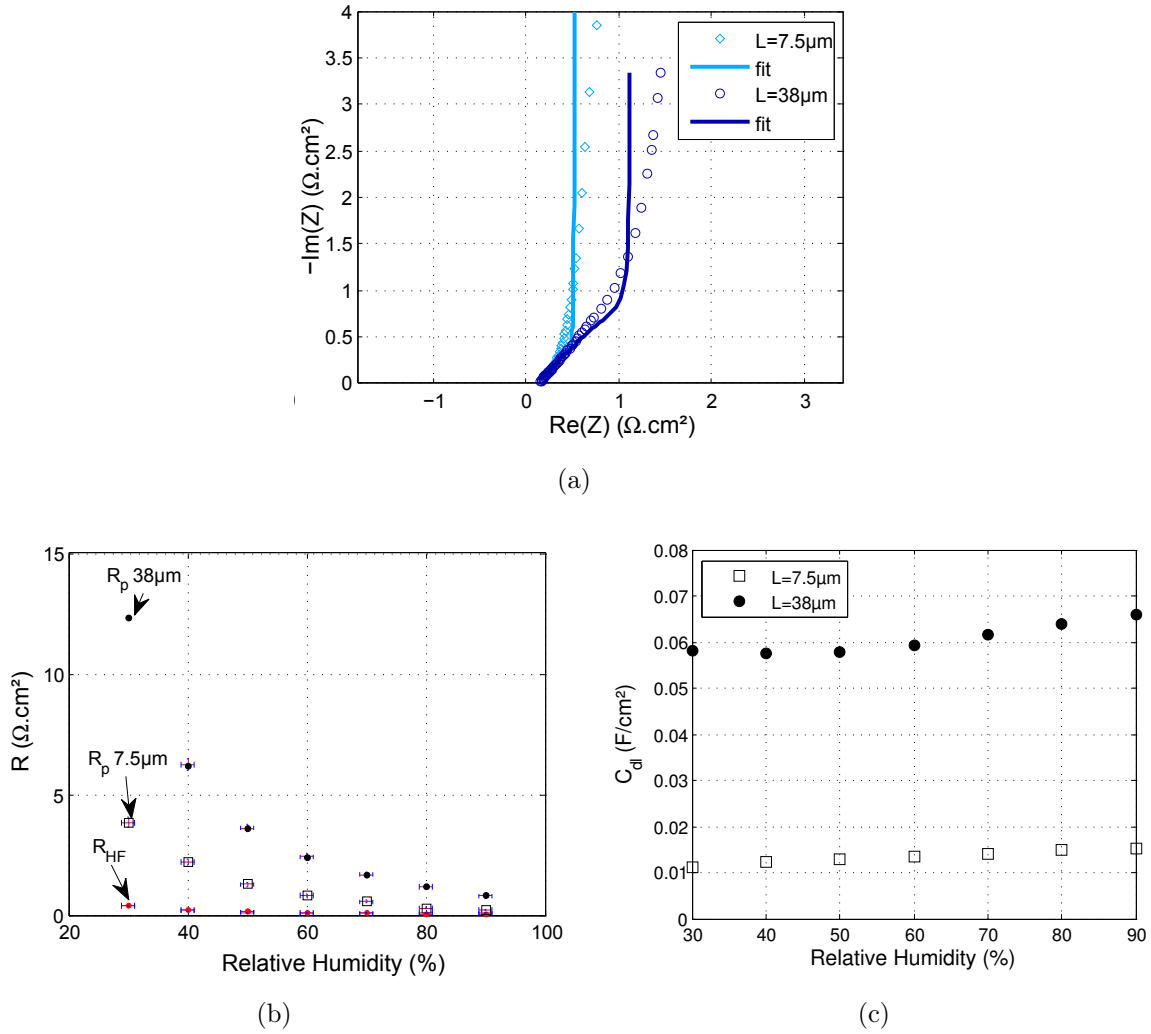 4
3.5
3
2.5
2
1.5
1
0.5
0
−Im(Z) (Ω.cm²)
L=7.5µm
fit
L=38µm
fit
−1 0 1 2 3
Re(Z) (Ω.cm²)
(a)
15
10
5
0
R (Ω.cm²)
R_p 38µm
R_p 7.5µm
R_HF
20 40 60 80 100
Relative Humidity (%)
(b)
0.08
0.07
0.06
0.05
0.04
0.03
0.02
0.01
0
C_dl (F/cm²)
L=7.5µm
L=38µm
30 40 50 60 70 80 90
Relative Humidity (%)
(c)